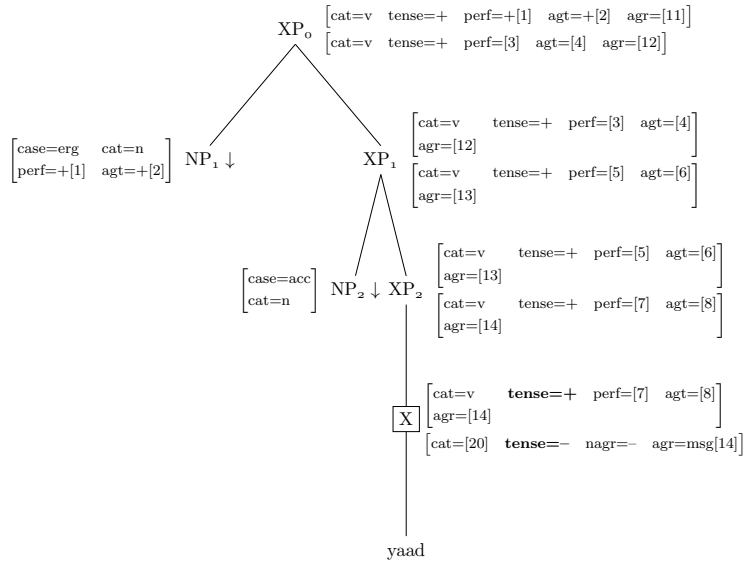 XP₀ [cat=v tense=+ perf=+[1] agt=+[2] agr=[11]]
[cat=v tense=+ perf=[3] agt=[4] agr=[12]]
[case=erg cat=n
perf=+[1] agt=+[2]] NP₁ ↓
XP₁ [cat=v tense=+ perf=[3] agt=[4]
agr=[12]]
[cat=v tense=+ perf=[5] agt=[6]
agr=[13]]
[case=acc
cat=n] NP₂ ↓
XP₂ [cat=v tense=+ perf=[5] agt=[6]
agr=[13]]
[cat=v tense=+ perf=[7] agt=[8]
agr=[14]]
X [cat=v tense=+ perf=[7] agt=[8]
agr=[14]]
[cat=[20] tense=– nagr=– agr=msg[14]]
yaad